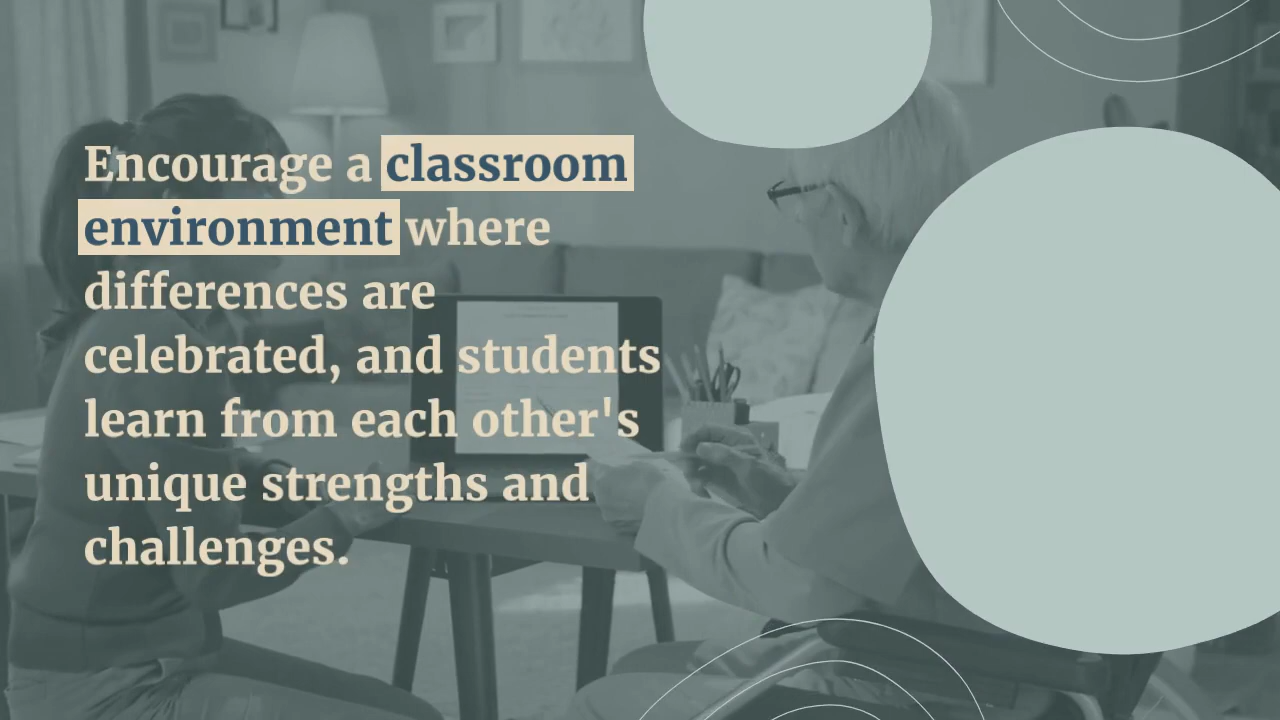 Encourage a classroom
environment where
differences are
celebrated, and students
learn from each other's
unique strengths and
challenges.